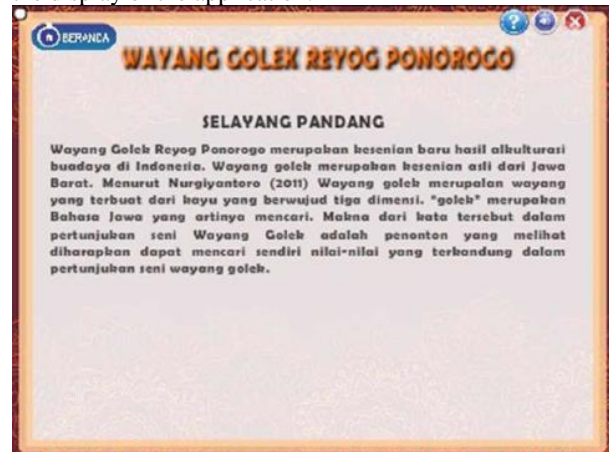 BERANDA
WAYANG GOLEK REYOG PONOROGO
SELAYANG PANDANG
Wayang Golek Reyog Ponorogo merupakan kesenian baru hasil alkulturasi
buadaya di Indonesia. Wayang golek merupakan kesenian asli dari Jawa
Barat. Menurut Nurgiyantoro (2011) Wayang golek merupalan wayang
yang terbuat dari kayu yang berwujud tiga dimensi. "golek" merupakan
Bahasa Jawa yang artinya mencari. Makna dari kata tersebut dalam
pertunjukan seni Wayang Golek adalah penonton yang melihat
diharapkan dapat mencari sendiri nilai-nilai yang terkandung dalam
pertunjukan seni wayang golek.